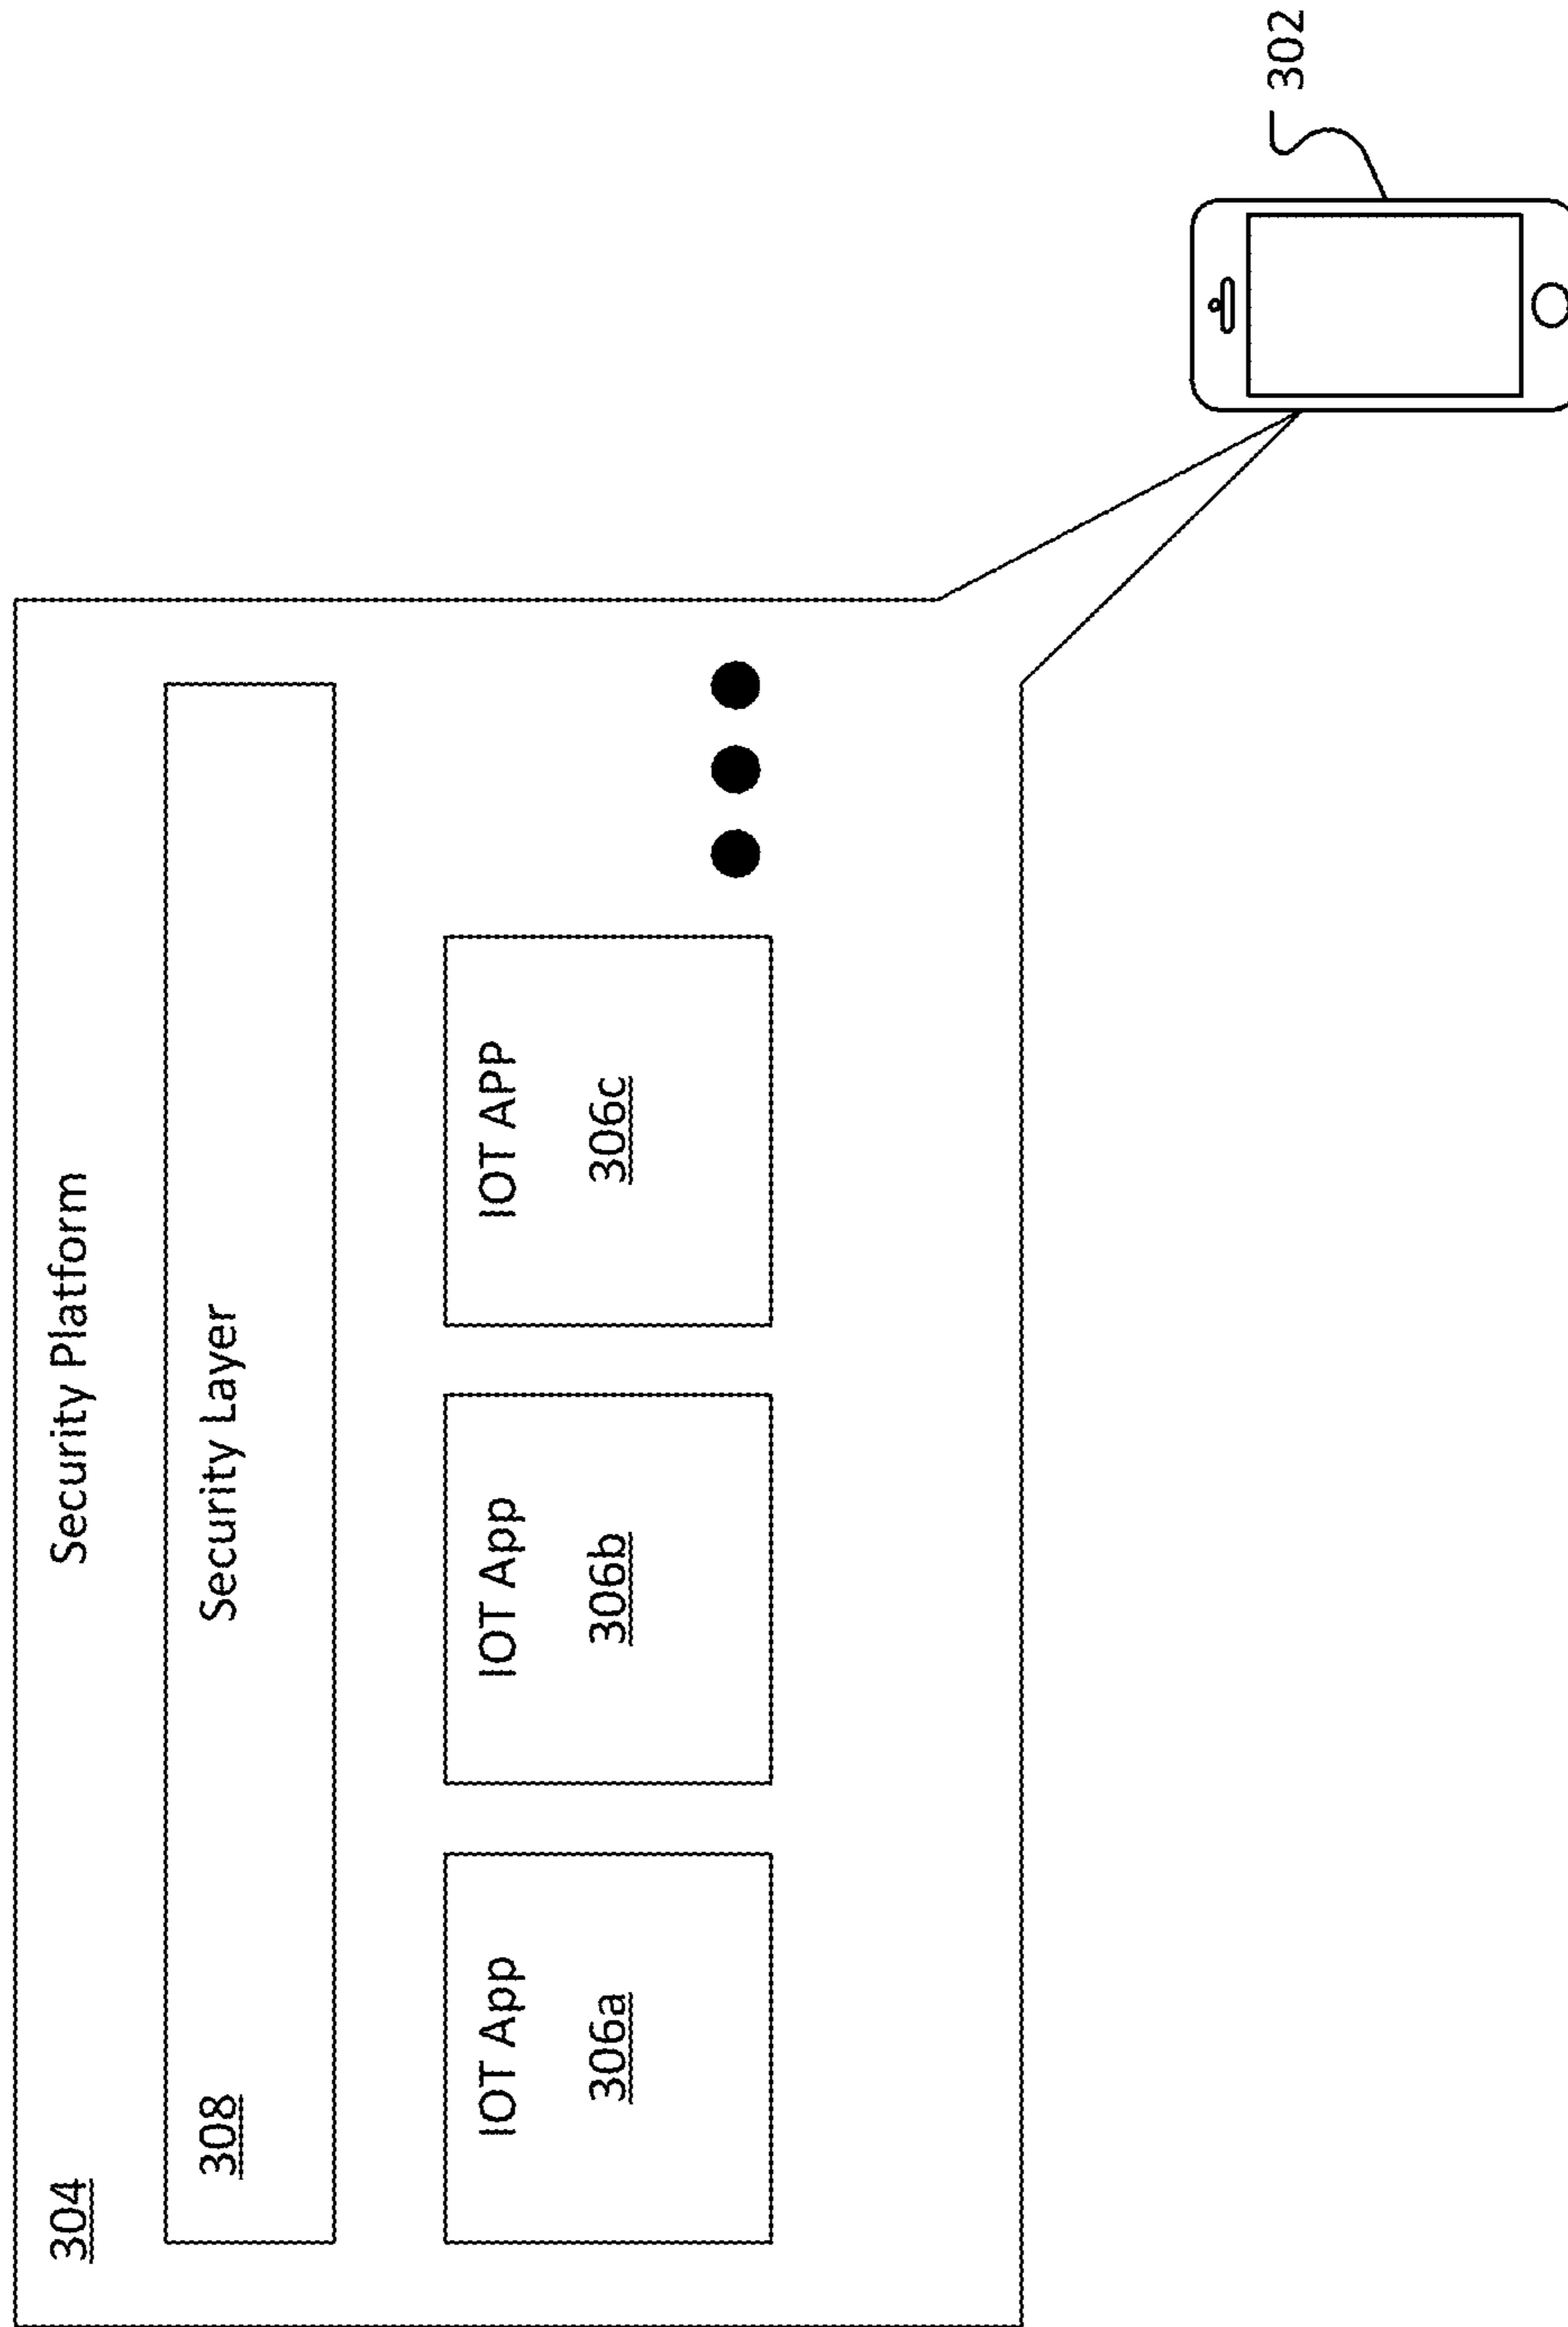 304
Security Platform
308
Security Layer
IOT App
306a
IOT App
306b
IOT APP
306c
302